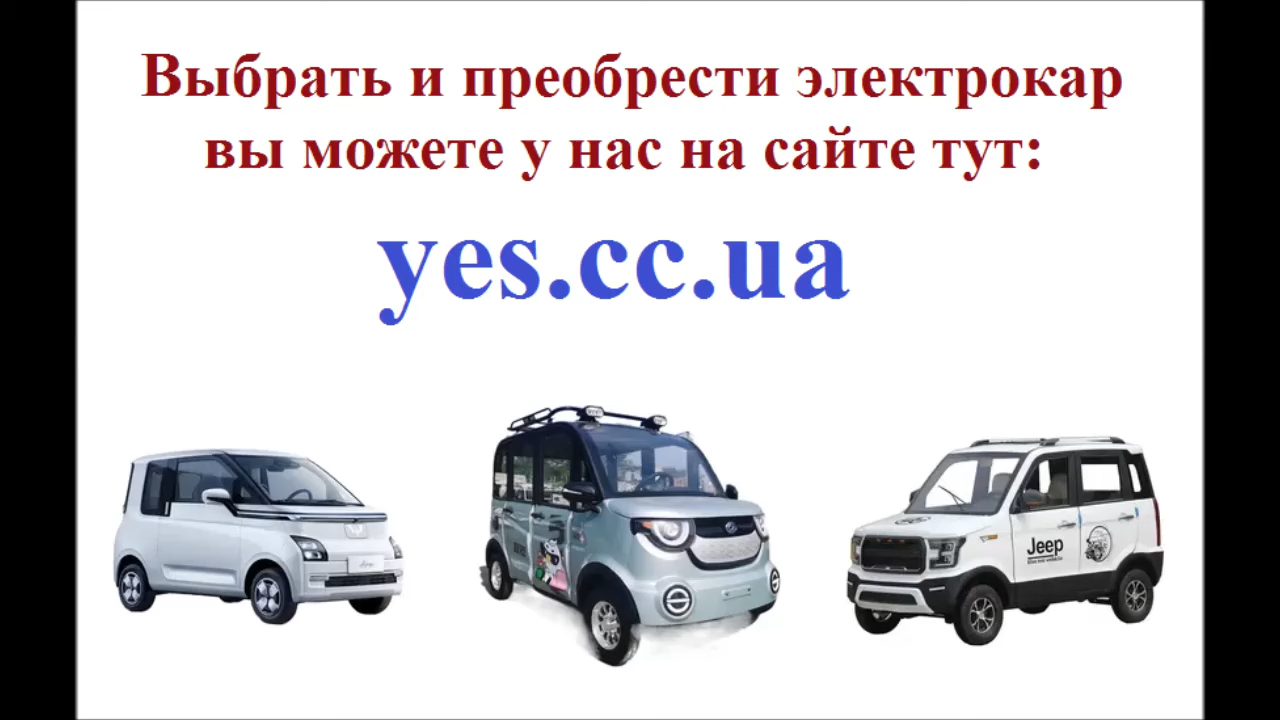 Выбрать и преобрести электрокар
вы можете у нас на сайте тут:
yes.cc.ua
Jeep